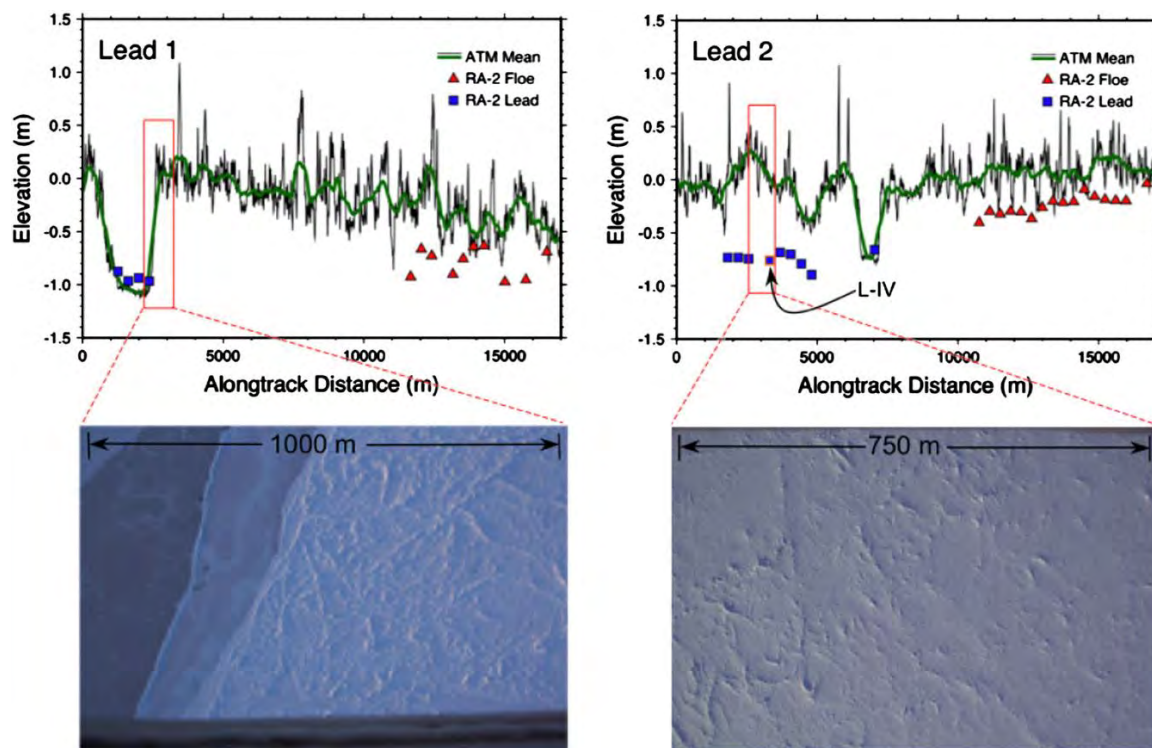 Lead 1
ATM Mean
RA-2 Floe
RA-2 Lead
1.5
1.0
0.5
0.0
-0.5
-1.0
-1.5
Elevation (m)
0 5000 10000 15000
Alongtrack Distance (m)
1000 m
Lead 2
ATM Mean
RA-2 Floe
RA-2 Lead
1.5
1.0
0.5
0.0
-0.5
-1.0
-1.5
Elevation (m)
L-IV
0 5000 10000 15000
Alongtrack Distance (m)
750 m